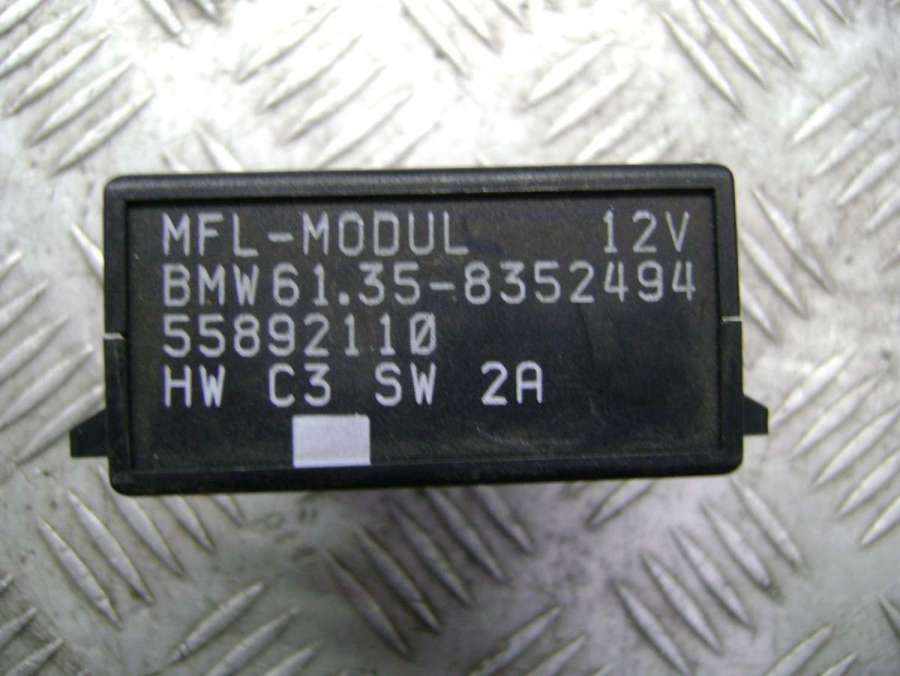 MFL-MODUL 12V
BMW61.35-8352494
55892110
HW C3 SW 2A